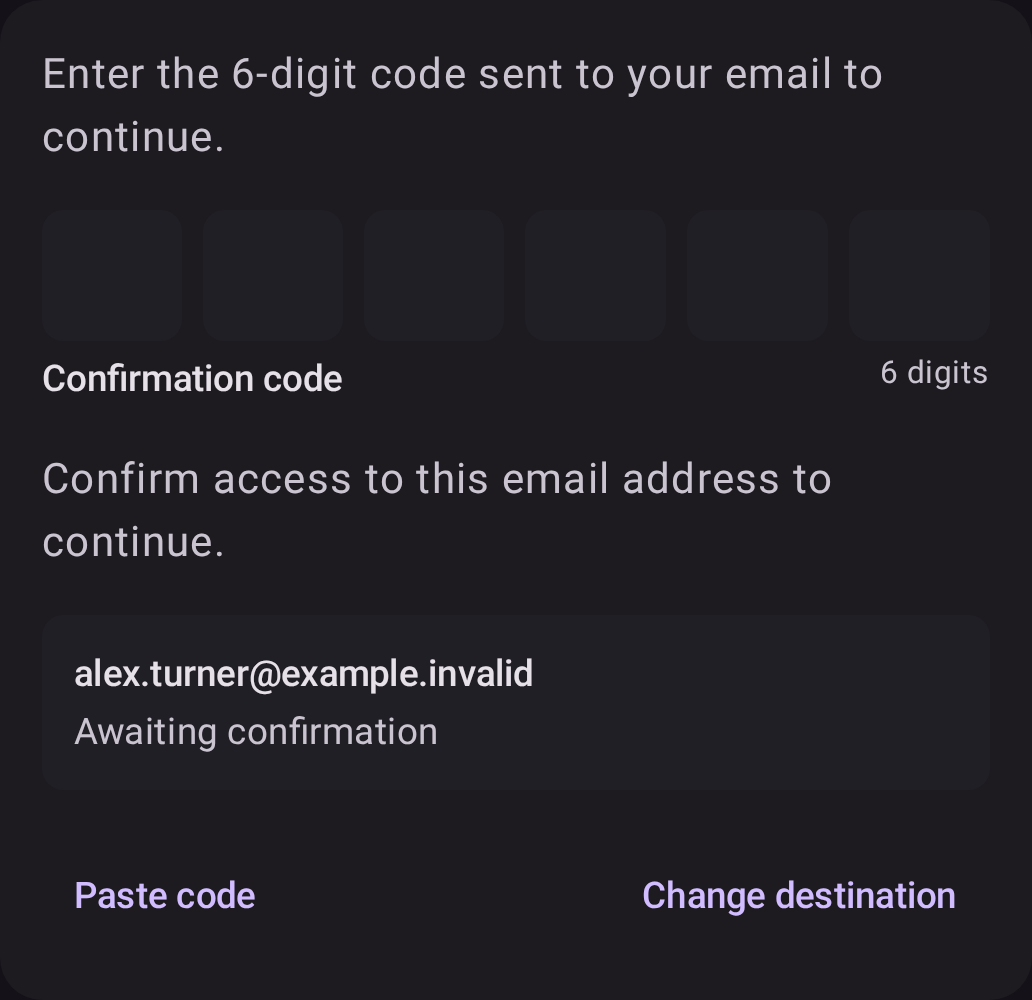 Enter the 6-digit code sent to your email to
continue.
Confirmation code
6 digits
Confirm access to this email address to
continue.
alex.turner@example.invalid
Awaiting confirmation
Paste code
Change destination